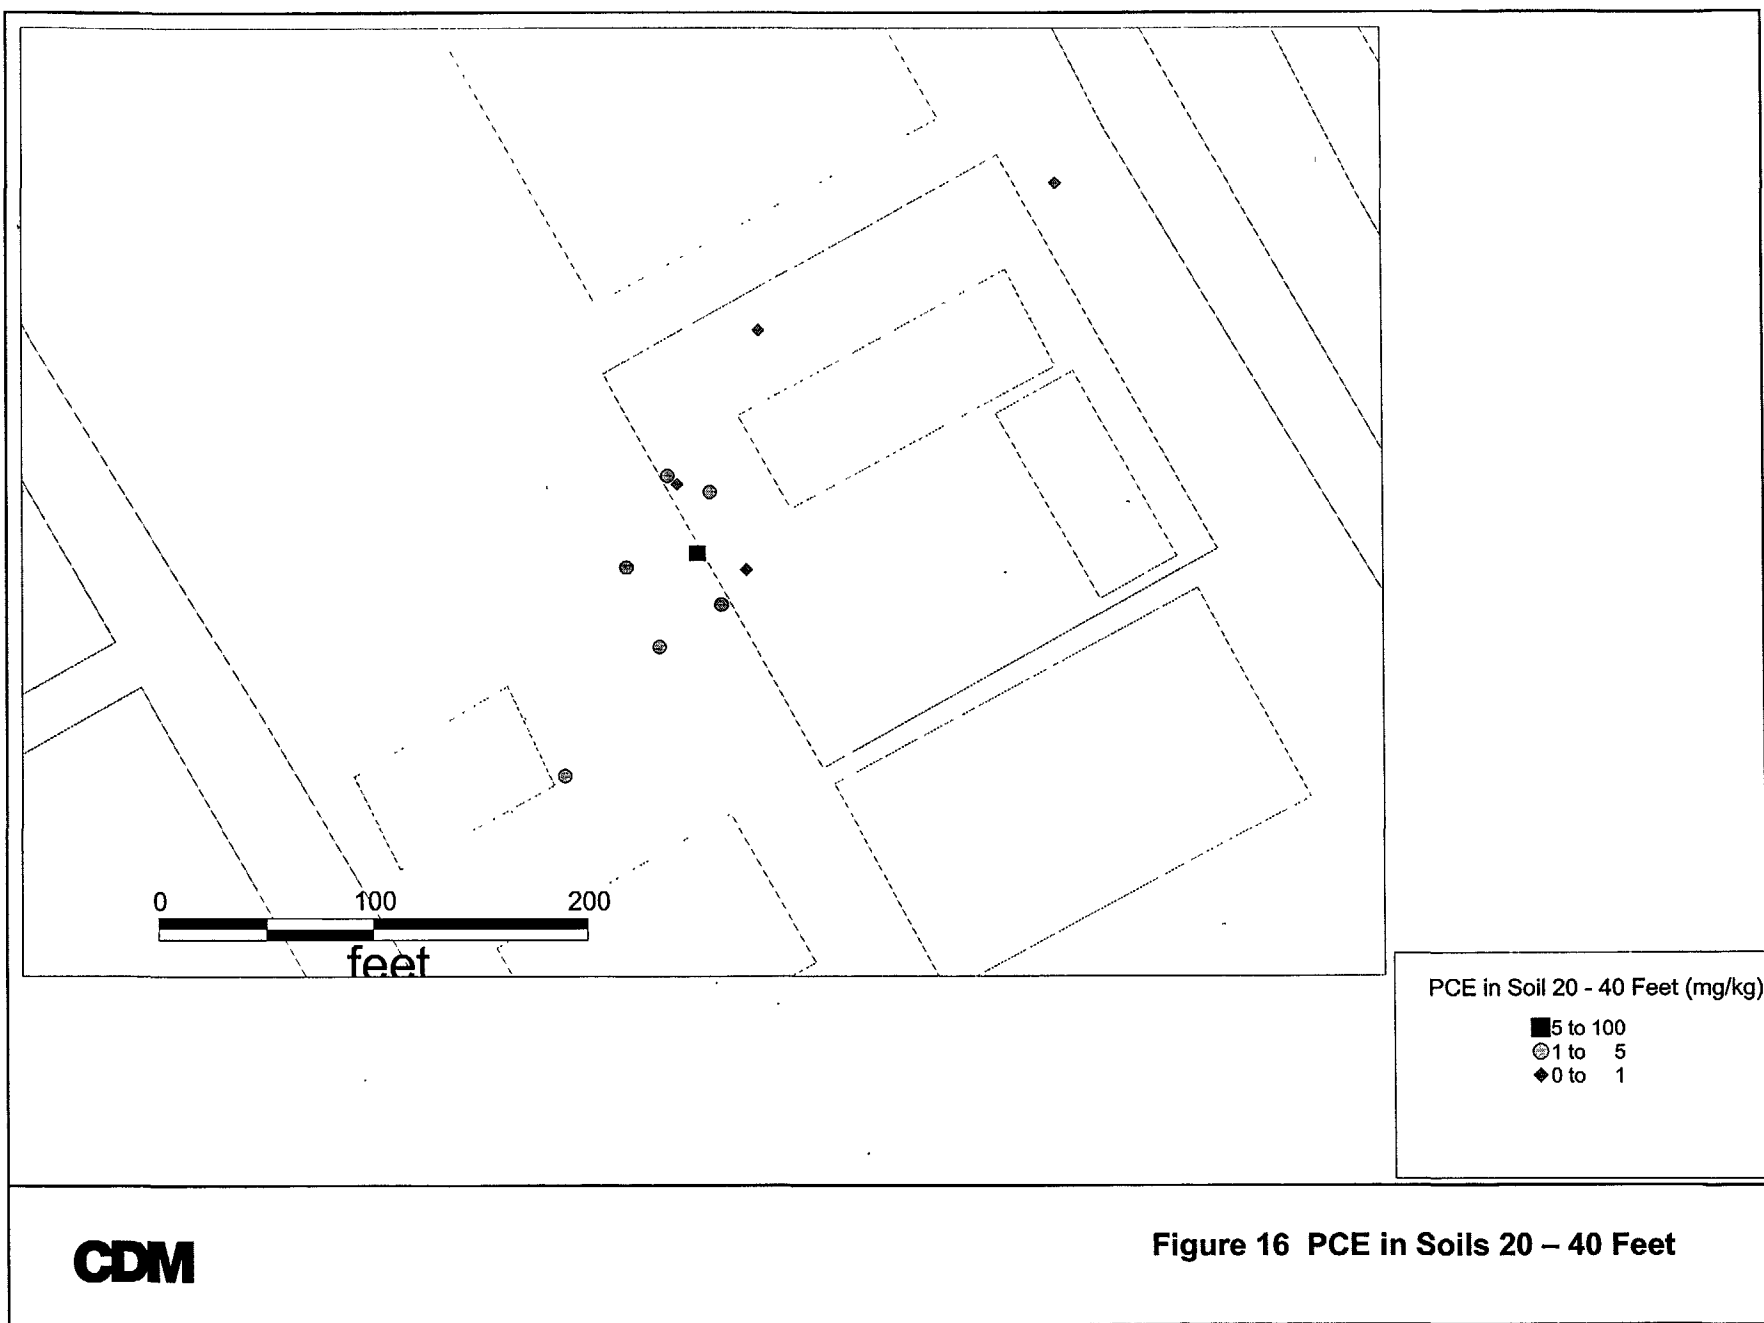 0 100 200
feet
PCE in Soil 20 - 40 Feet (mg/kg)
5 to 100
1 to 5
0 to 1
CDM
Figure 16 PCE in Soils 20 – 40 Feet